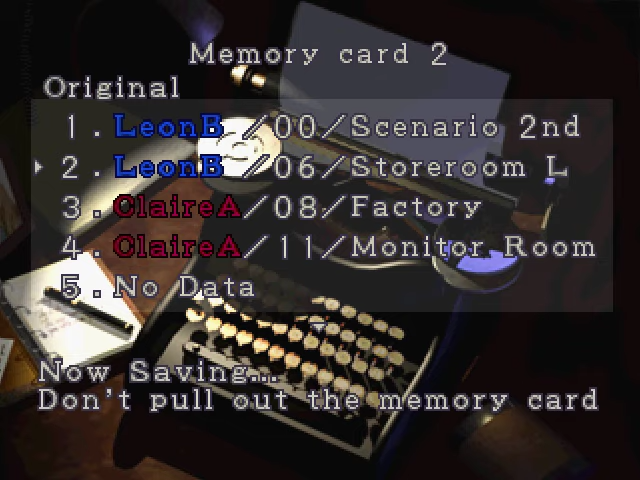 Memory card 2
Original
1.LeonB/00/Scenario 2nd
2.LeonB/06/Storeroom L
3.ClaireA/08/Factory
4.ClaireA/11/Monitor Room
5.No Data
Now Saving...
Don't pull out the memory card